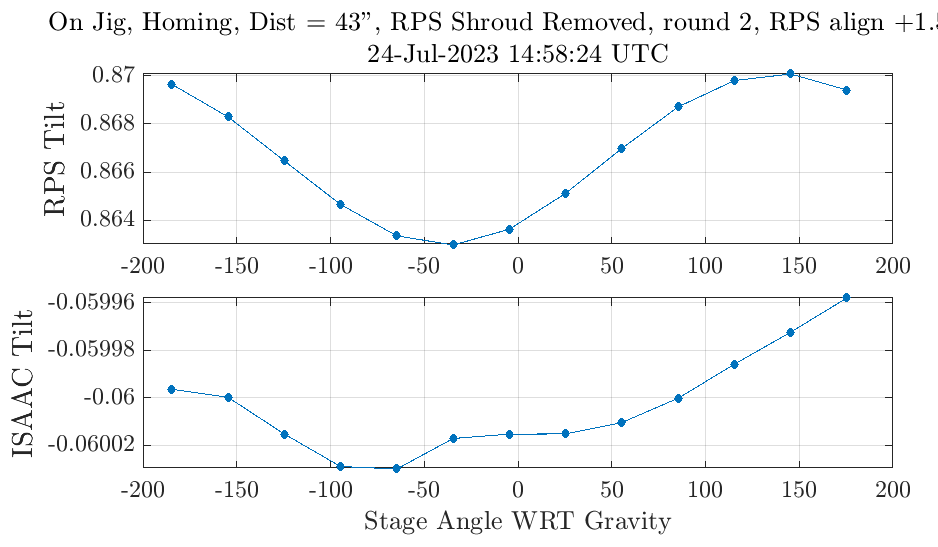 On Jig, Homing, Dist = 43”, RPS Shroud Removed, round 2, RPS align +1.5
24-Jul-2023 14:58:24 UTC
0.87
0.868
0.866
0.864
RPS Tilt
-200 -150 -100 -50 0 50 100 150 200
-0.05996
-0.05998
-0.06
-0.06002
ISAAC Tilt
-200 -150 -100 -50 0 50 100 150 200
Stage Angle WRT Gravity